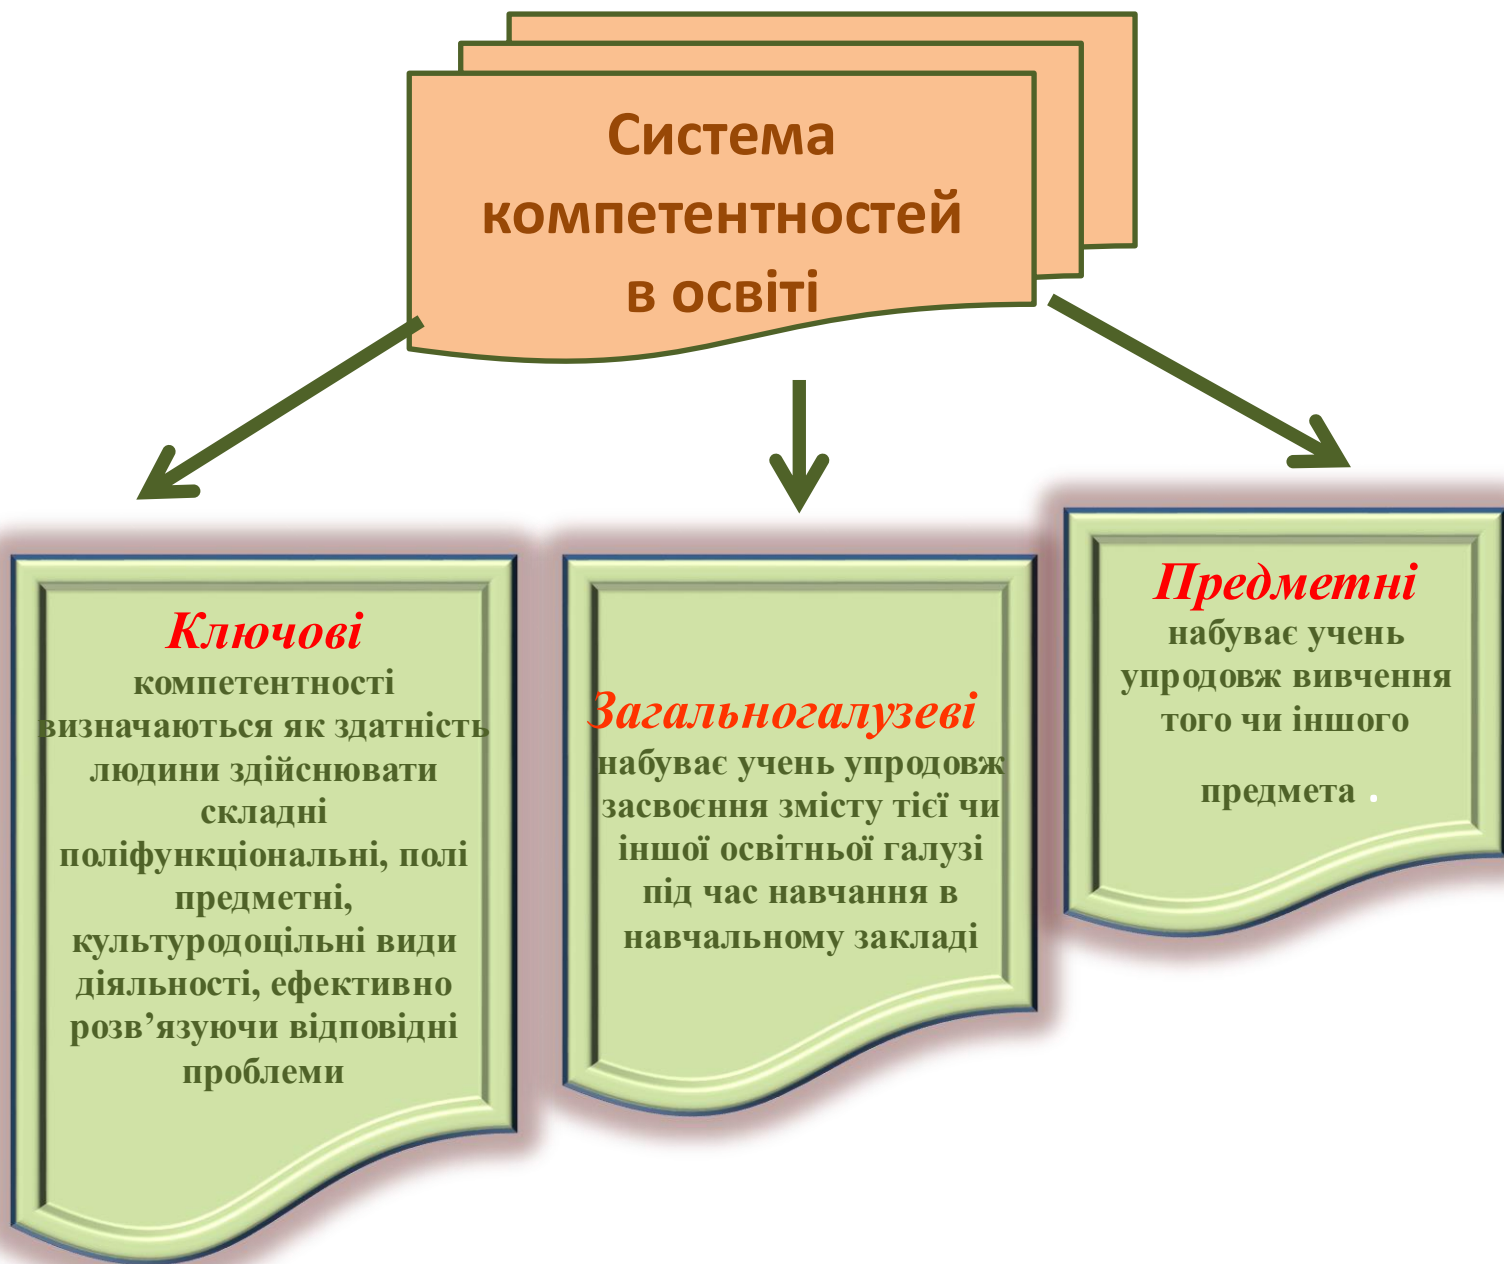 Система
компетентностей
в освіті
Ключові
компетентності
визначаються як здатність
людини здійснювати
складні
поліфункціональні, полі
предметні,
культуродоцільні види
діяльності, ефективно
розв’язуючи відповідні
проблеми
Загальногалузеві
набуває учень упродовж
засвоєння змісту тієї чи
іншої освітньої галузі
під час навчання в
навчальному закладі
Предметні
набуває учень
упродовж вивчення
того чи іншого
предмета .